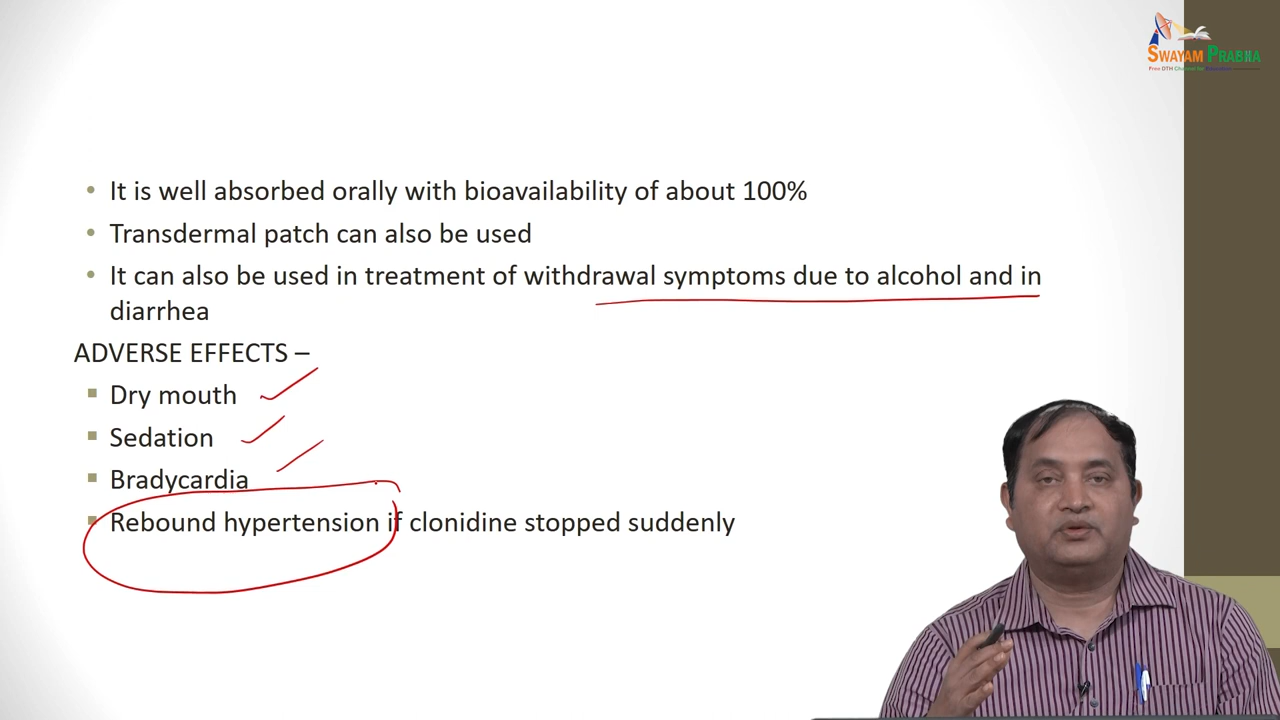 SWAYAM PRABHA
• It is well absorbed orally with bioavailability of about 100%
• Transdermal patch can also be used
• It can also be used in treatment of withdrawal symptoms due to alcohol and in
diarrhea
ADVERSE EFFECTS –
▪ Dry mouth
▪ Sedation
▪ Bradycardia
▪ Rebound hypertension if clonidine stopped suddenly